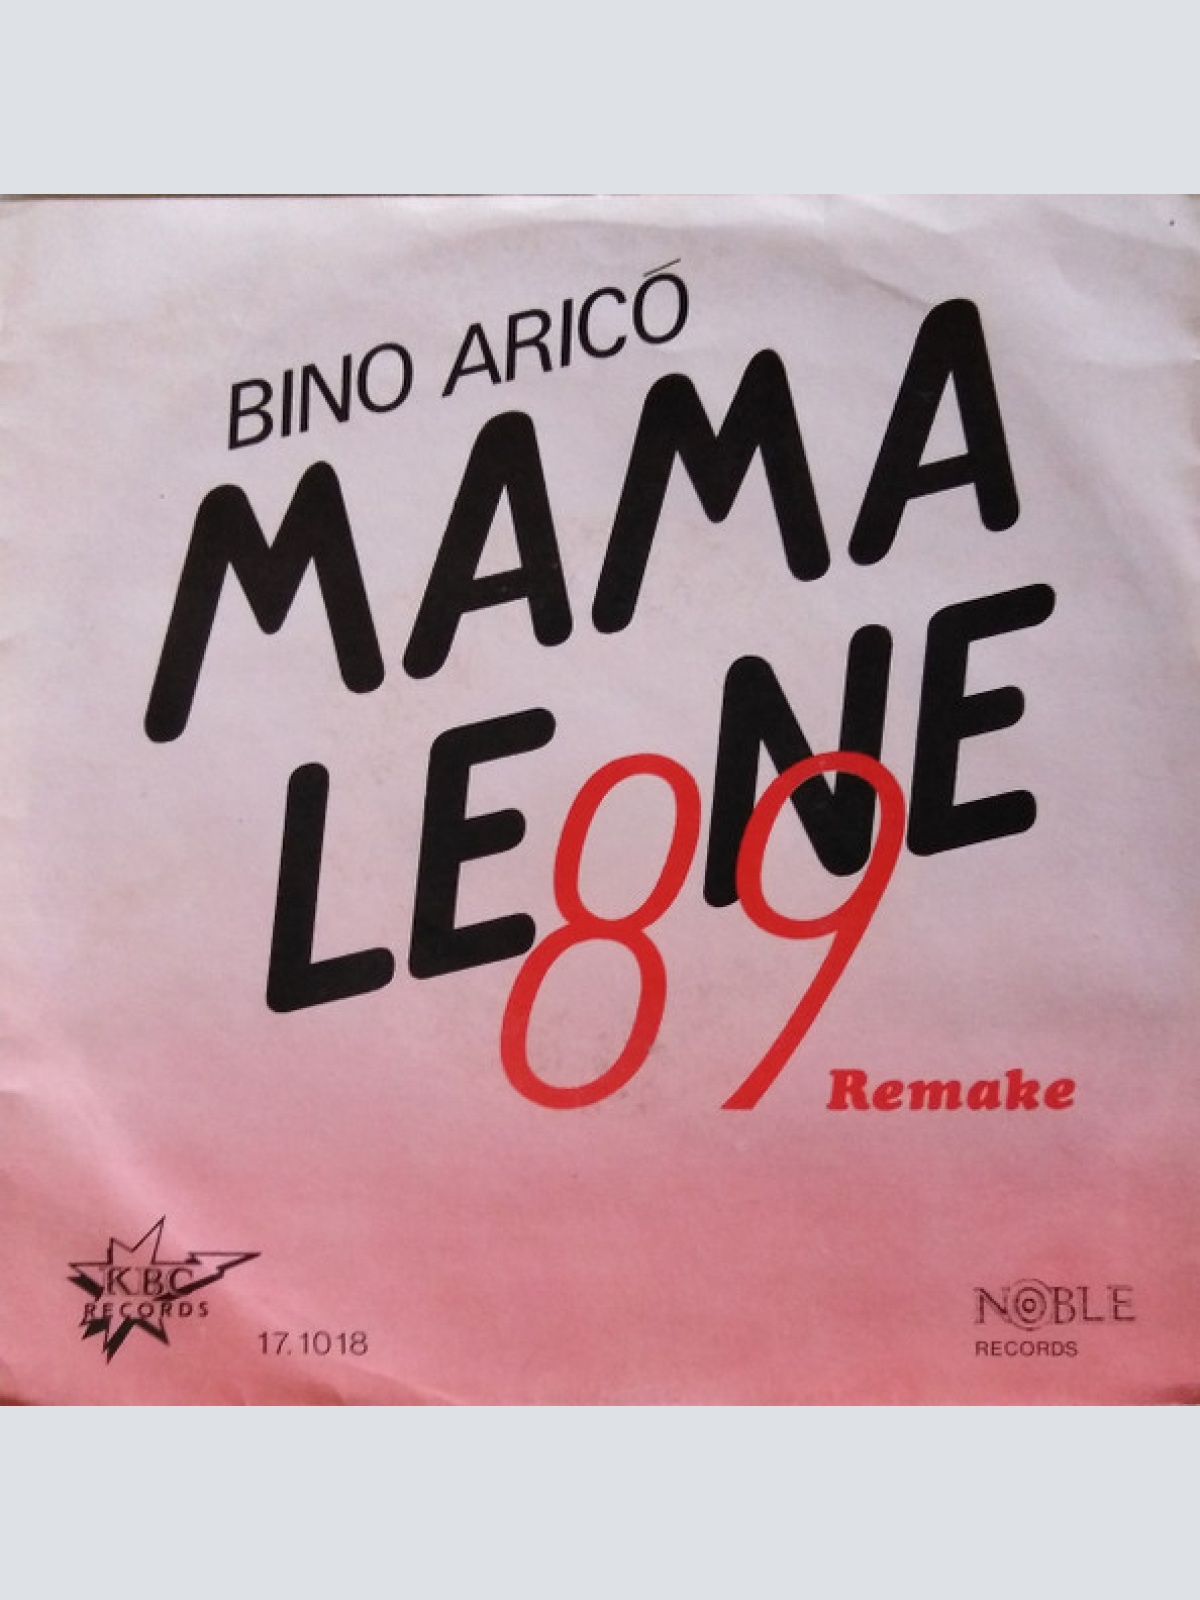 BINO ARICÓ
MAMA
LEONE
89
Remake
KBC
RECORDS
17.1018
NOBLE
RECORDS